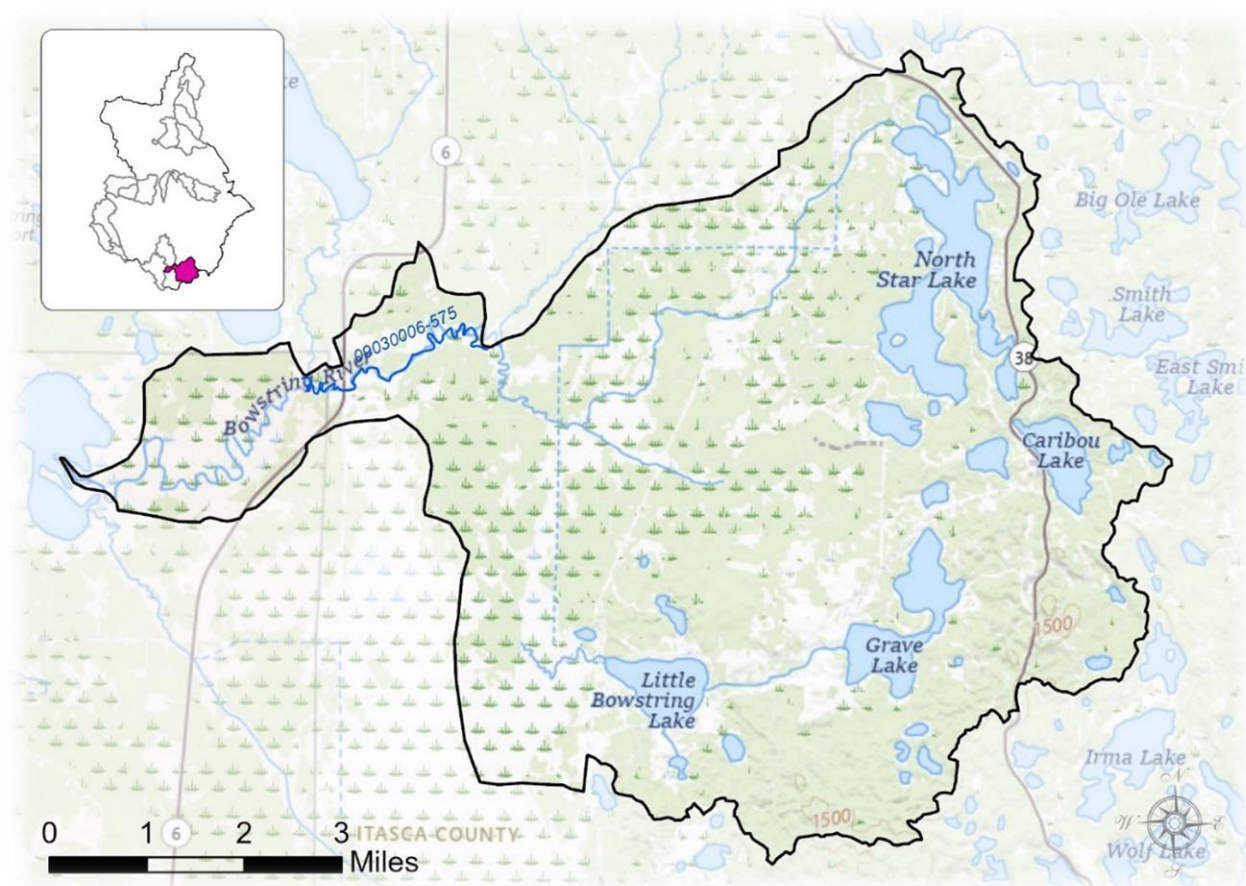 6
Big Ole Lake
North
Star Lake
Smith
Lake
09030006-575
Bowstring River
38
East Smi
Lake
Caribou
Lake
1500
Grave
Lake
Little
Bowstring
Lake
Irma Lake
N
W
E
S
1500
Wolf Lake
6
ITASCA COUNTY
0
1
2
3
Miles